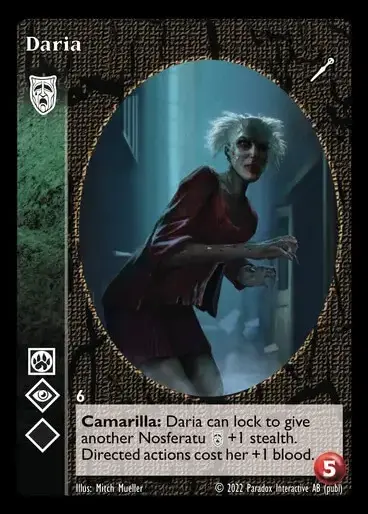 Daria
6
Camarilla: Daria can lock to give
another Nosferatu +1 stealth.
Directed actions cost her +1 blood.
5
Illus: Mitch Mueller © 2022 Paradox Interactive AB (publ)